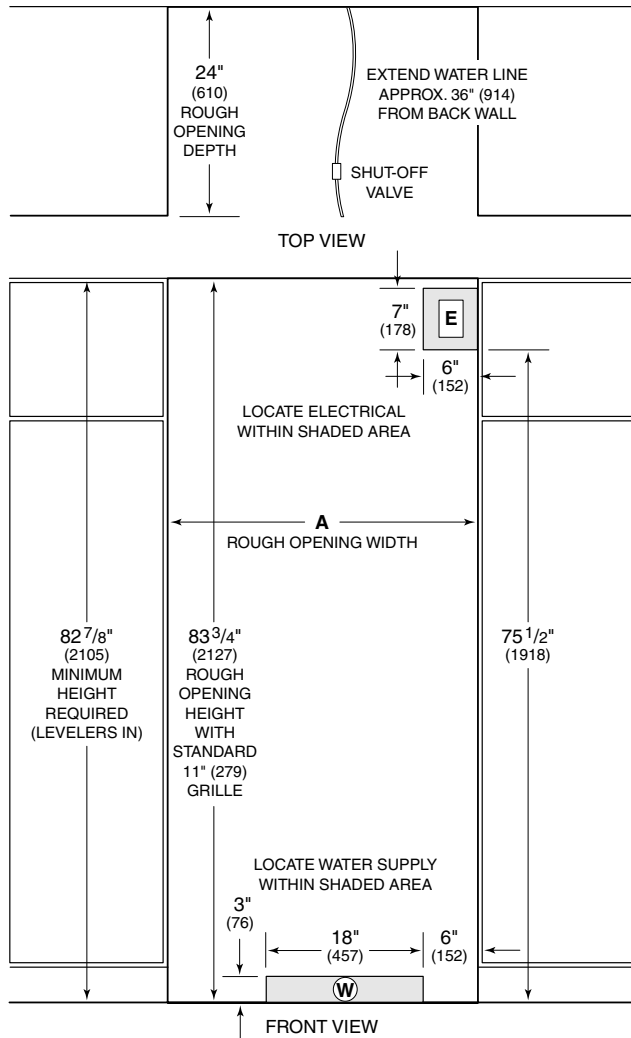 24"
(610)
ROUGH
OPENING
DEPTH
EXTEND WATER LINE
APPROX. 36" (914)
FROM BACK WALL
SHUT-OFF
VALVE
TOP VIEW
7"
(178)
E
6"
(152)
LOCATE ELECTRICAL
WITHIN SHADED AREA
A
ROUGH OPENING WIDTH
82 7/8"
(2105)
MINIMUM
HEIGHT
REQUIRED
(LEVELERS IN)
83 3/4"
(2127)
ROUGH
OPENING
HEIGHT
WITH
STANDARD
11" (279)
GRILLE
75 1/2"
(1918)
LOCATE WATER SUPPLY
WITHIN SHADED AREA
3"
(76)
18"
(457)
6"
(152)
W
FRONT VIEW